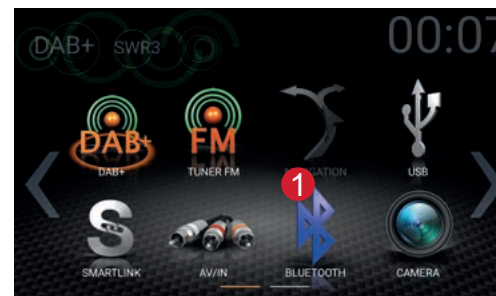 DAB+ SWR3 00:07
DAB+ FM
DAB+ TUNER FM NAVIGATION USB
1
S
SMARTLINK AV/IN BLUETOOTH CAMERA